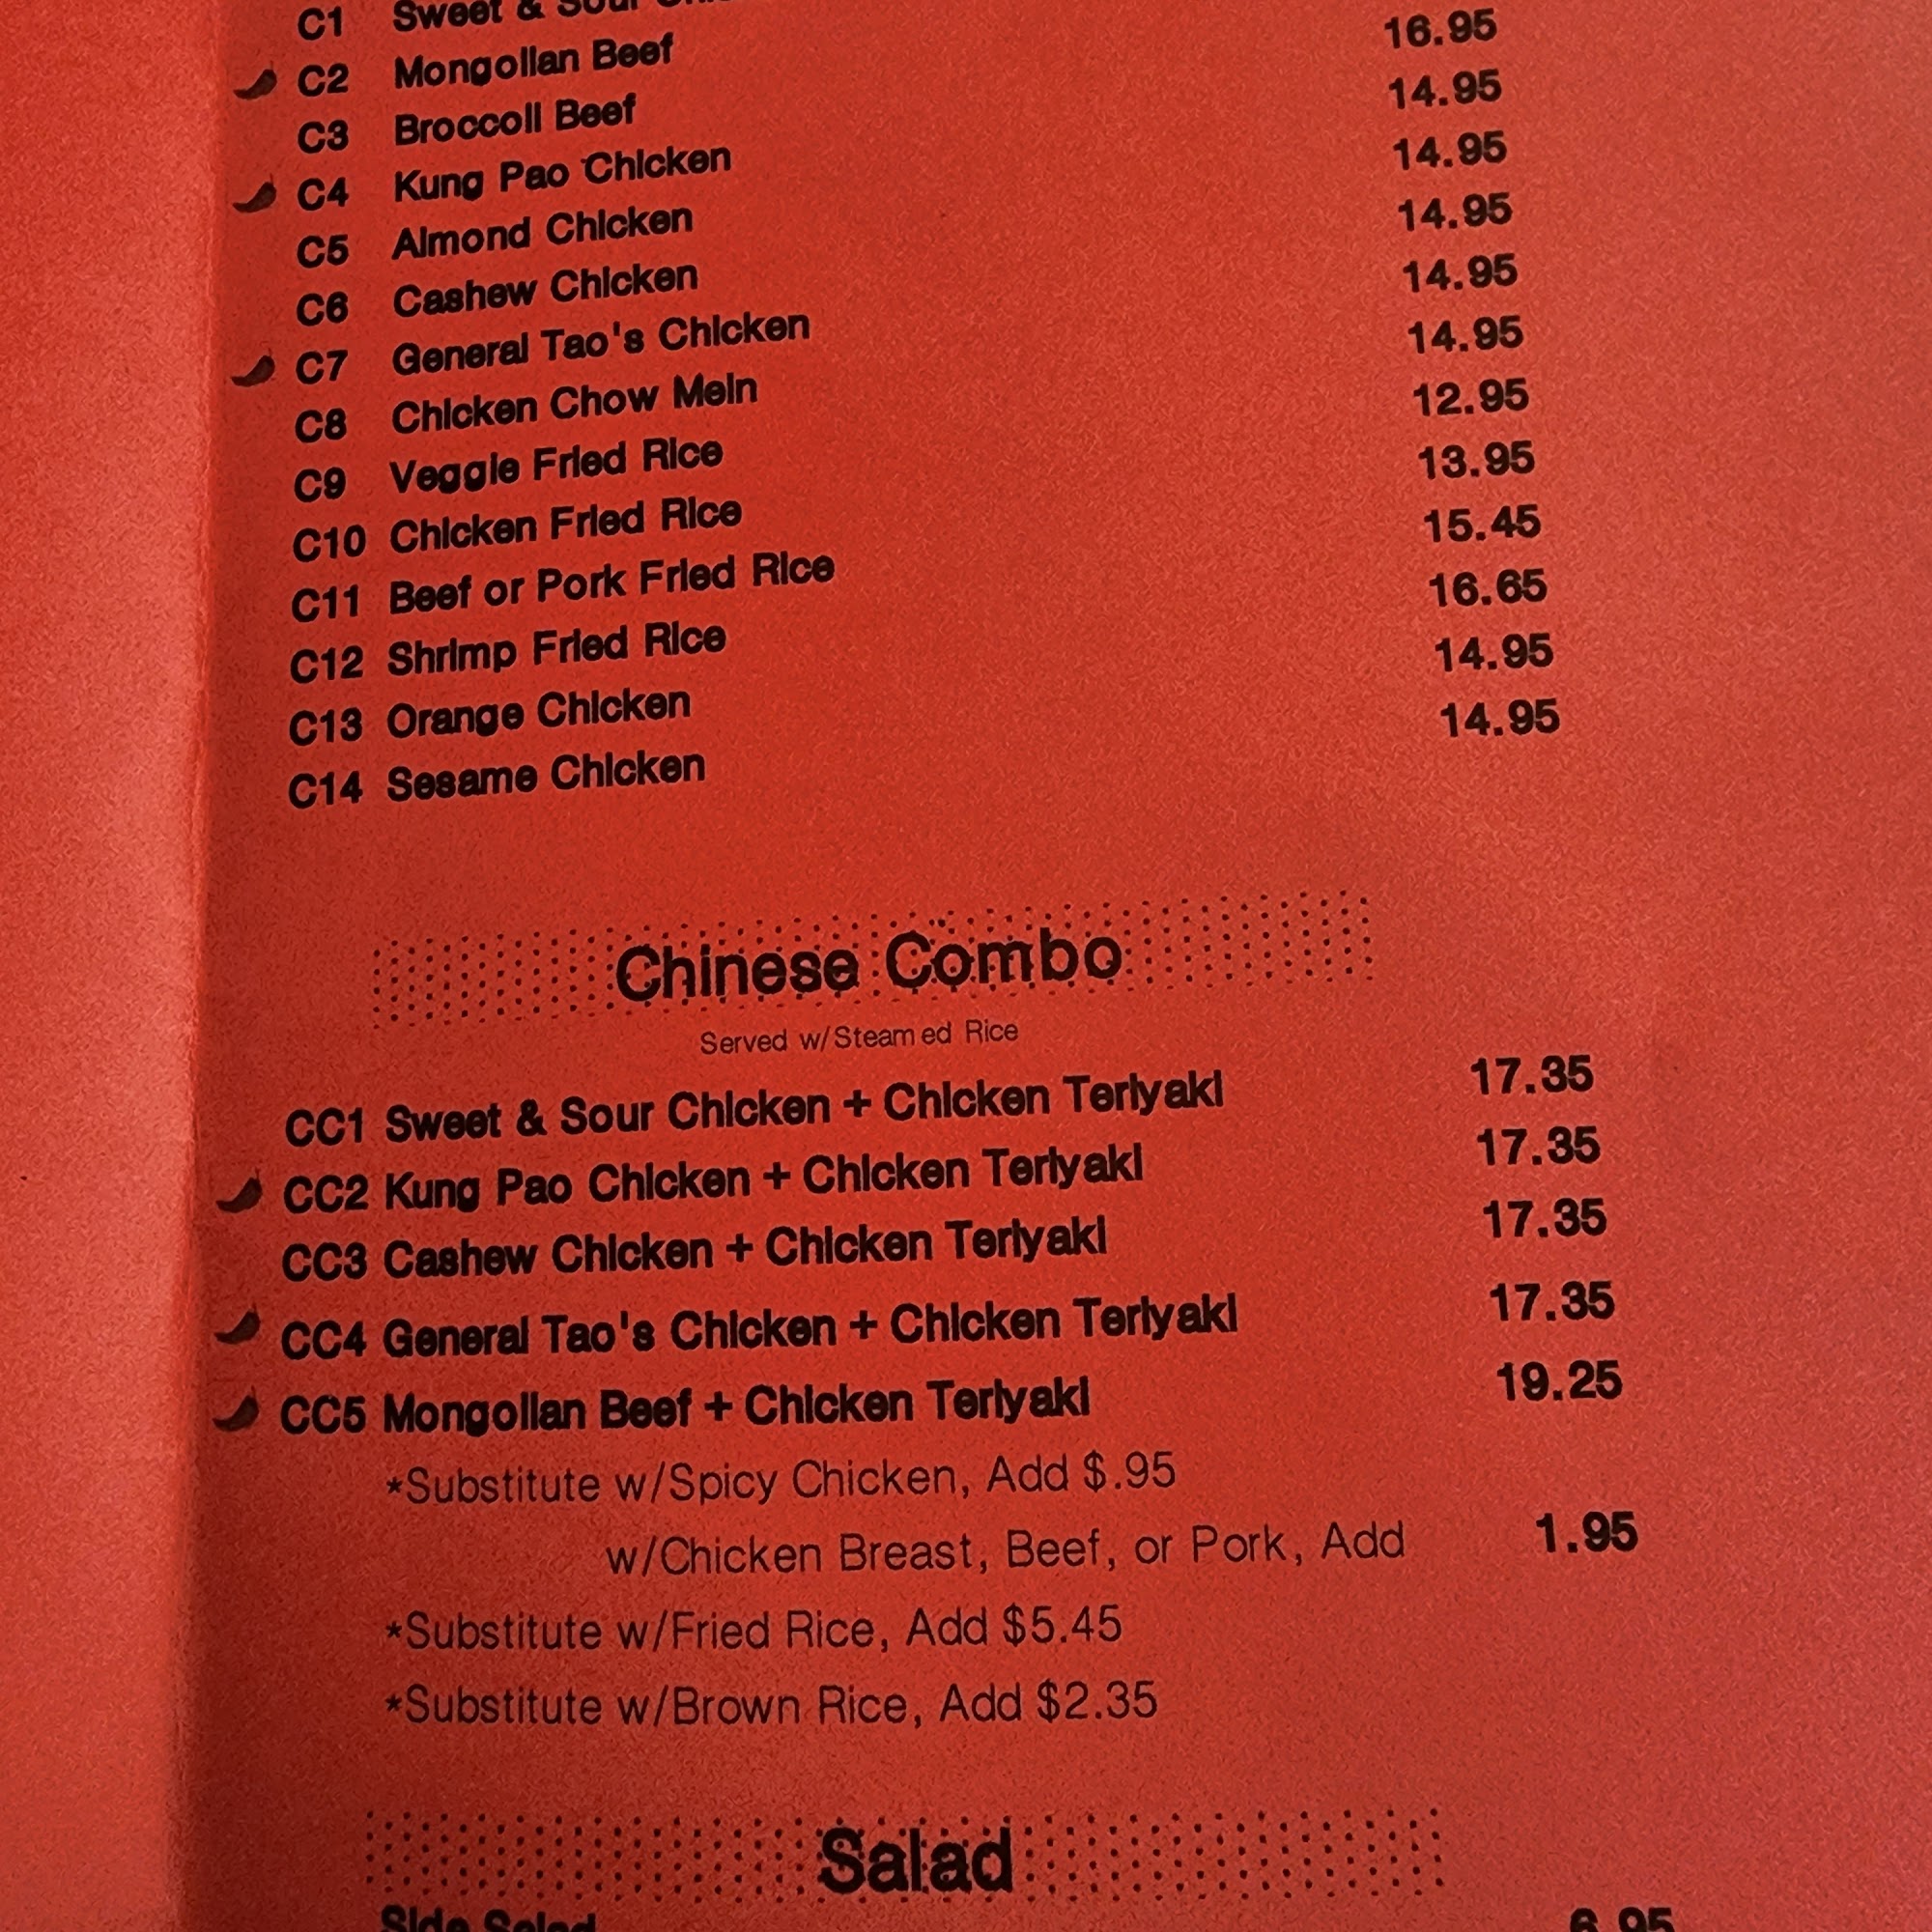 C1 Sweet & Sour
C2 Mongolian Beef
C3 Broccoli Beef 16.95
C4 Kung Pao Chicken 14.95
C5 Almond Chicken 14.95
C6 Cashew Chicken 14.95
C7 General Tao's Chicken 14.95
C8 Chicken Chow Mein 14.95
C9 Veggie Fried Rice 12.95
C10 Chicken Fried Rice 13.95
C11 Beef or Pork Fried Rice 15.45
C12 Shrimp Fried Rice 16.65
C13 Orange Chicken 14.95
C14 Sesame Chicken 14.95
Chinese Combo
Served w/Steamed Rice
CC1 Sweet & Sour Chicken + Chicken Teriyaki 17.35
CC2 Kung Pao Chicken + Chicken Teriyaki 17.35
CC3 Cashew Chicken + Chicken Teriyaki 17.35
CC4 General Tao's Chicken + Chicken Teriyaki 17.35
CC5 Mongolian Beef + Chicken Teriyaki 19.25
*Substitute w/Spicy Chicken, Add $.95
w/Chicken Breast, Beef, or Pork, Add 1.95
*Substitute w/Fried Rice, Add $5.45
*Substitute w/Brown Rice, Add $2.35
Salad
Side Salad 6.95